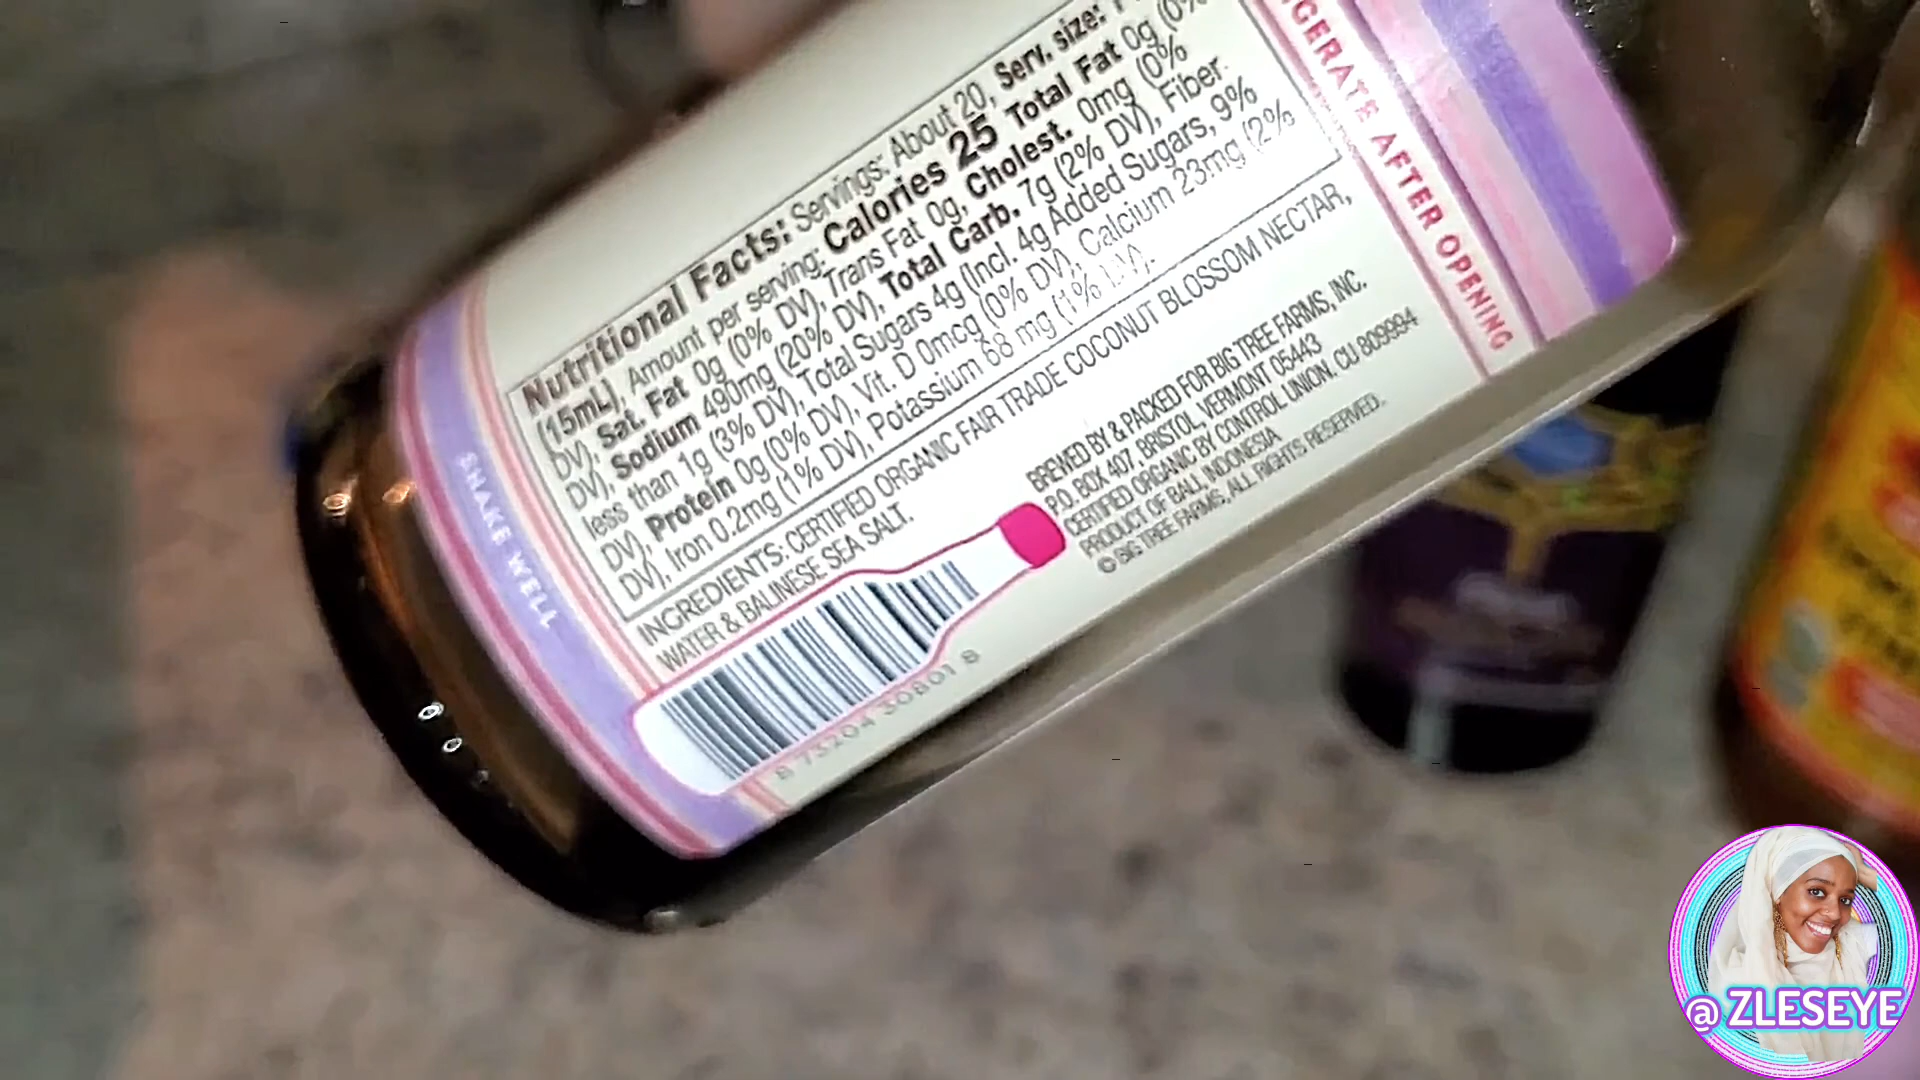 Nutritional Facts: Servings: About 20, Serv. size:
(15mL), Amount per serving: Calories 25 Total Fat 0g (0%
DV), Sat. Fat 0g (0% DV), Trans Fat 0g, Cholest. 0mg (0%
DV), Sodium 490mg (20% DV), Total Carb. 7g (2% DV), Fiber
less than 1g (3% DV), Total Sugars 4g (Incl. 4g Added Sugars, 9%
DV), Protein 0g (0% DV), Vit. D 0mcg (0% DV), Calcium 23mg (2%
DV), Iron 0.2mg (1% DV), Potassium 68 mg (1% DV).
INGREDIENTS: CERTIFIED ORGANIC FAIR TRADE COCONUT BLOSSOM NECTAR,
WATER & BALINESE SEA SALT.
BREWED BY & PACKED FOR BIG TREE FARMS, INC.
P.O. BOX 407, BRISTOL, VERMONT 05443
CERTIFIED ORGANIC BY CONTROL UNION, CU 809994
PRODUCT OF BALI, INDONESIA
© BIG TREE FARMS, ALL RIGHTS RESERVED.
8 73204 30801 8
SHAKE WELL
AFTER OPENING
@ZLESEYE